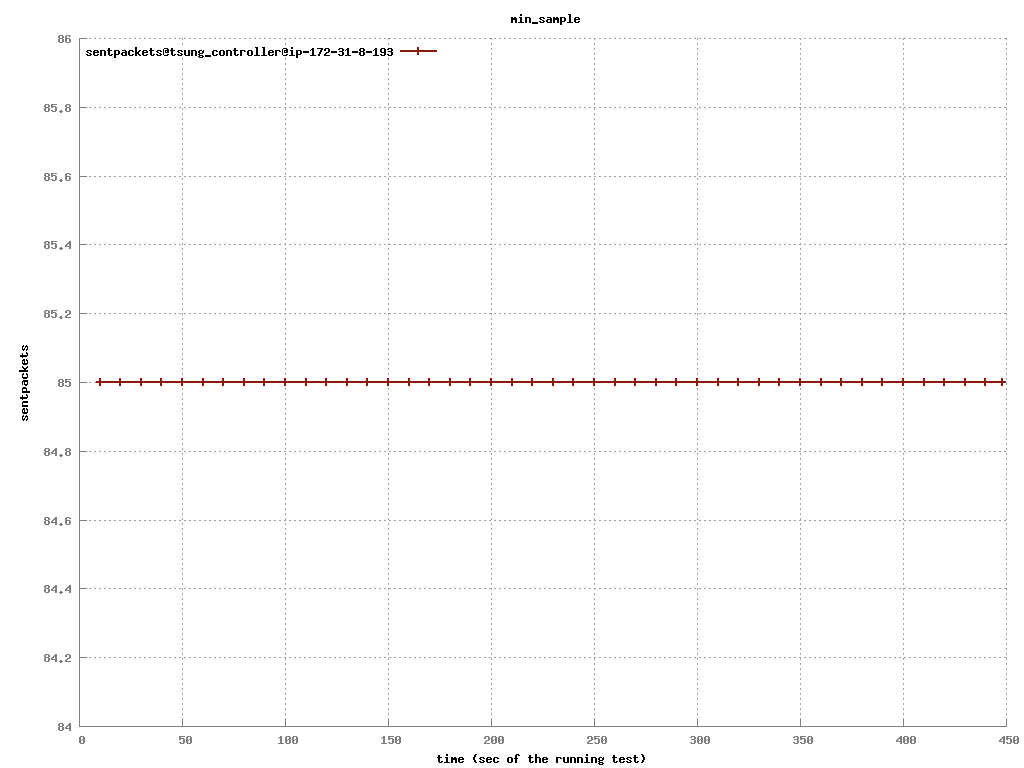 min_sample
sentpackets@tsung_controller@ip-172-31-8-193
86
85.8
85.6
85.4
85.2
85
84.8
84.6
84.4
84.2
84
sentpackets
0 50 100 150 200 250 300 350 400 450
time (sec of the running test)